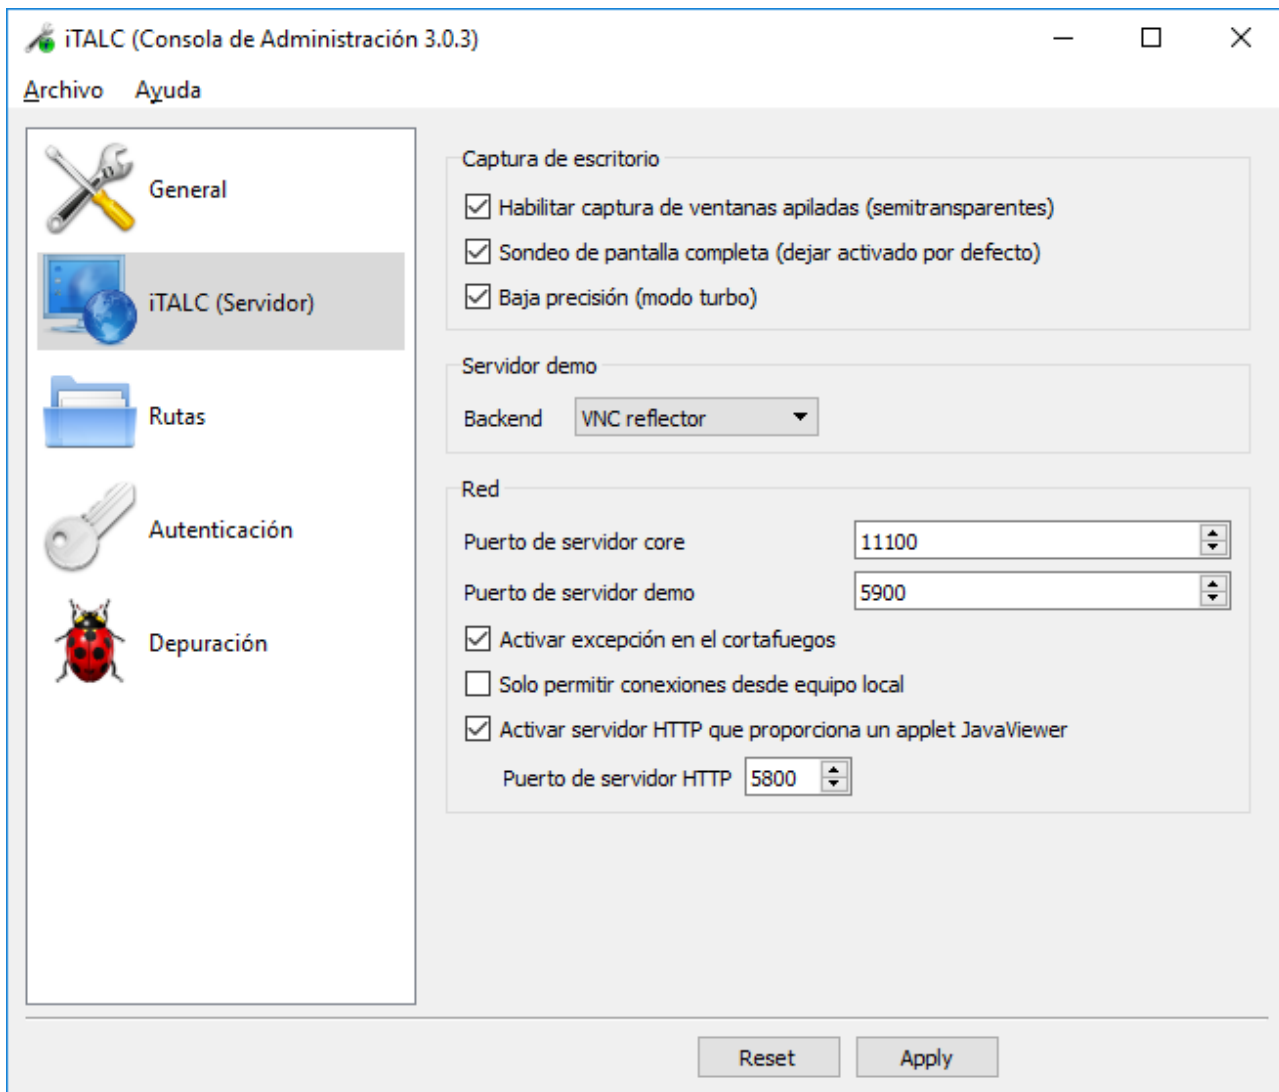 iTALC (Consola de Administración 3.0.3)
Archivo Ayuda
General
iTALC (Servidor)
Rutas
Autenticación
Depuración
Captura de escritorio
Habilitar captura de ventanas apiladas (semitransparentes)
Sondeo de pantalla completa (dejar activado por defecto)
Baja precisión (modo turbo)
Servidor demo
Backend VNC reflector
Red
Puerto de servidor core 11100
Puerto de servidor demo 5900
Activar excepción en el cortafuegos
Solo permitir conexiones desde equipo local
Activar servidor HTTP que proporciona un applet JavaViewer
Puerto de servidor HTTP 5800
Reset Apply